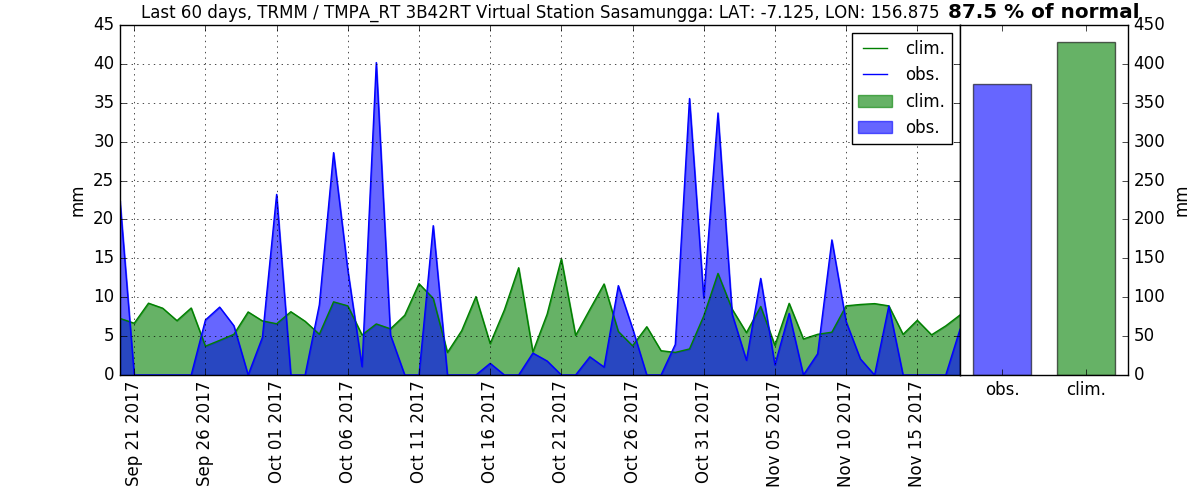 Last 60 days, TRMM / TMPA_RT 3B42RT Virtual Station Sasamungga: LAT: -7.125, LON: 156.875
87.5 % of normal
45
40
35
30
25
20
15
10
5
0
mm
clim.
obs.
clim.
obs.
Sep 21 2017
Sep 26 2017
Oct 01 2017
Oct 06 2017
Oct 11 2017
Oct 16 2017
Oct 21 2017
Oct 26 2017
Oct 31 2017
Nov 05 2017
Nov 10 2017
Nov 15 2017
obs.
clim.
450
400
350
300
250
200
150
100
50
0
mm